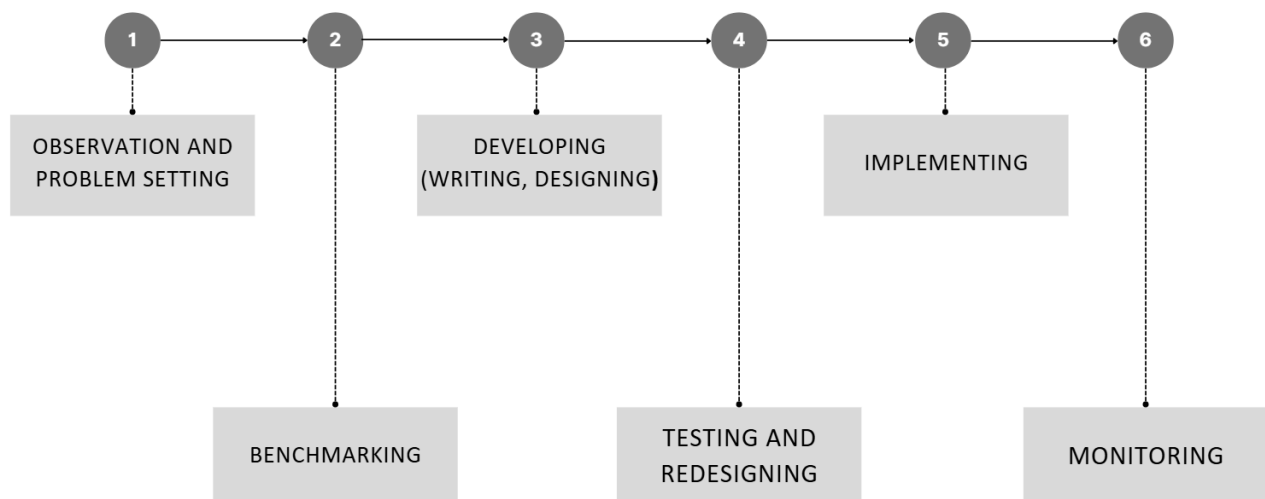 1
2
3
4
5
6
OBSERVATION AND
PROBLEM SETTING
DEVELOPING
(WRITING, DESIGNING)
IMPLEMENTING
BENCHMARKING
TESTING AND
REDESIGNING
MONITORING